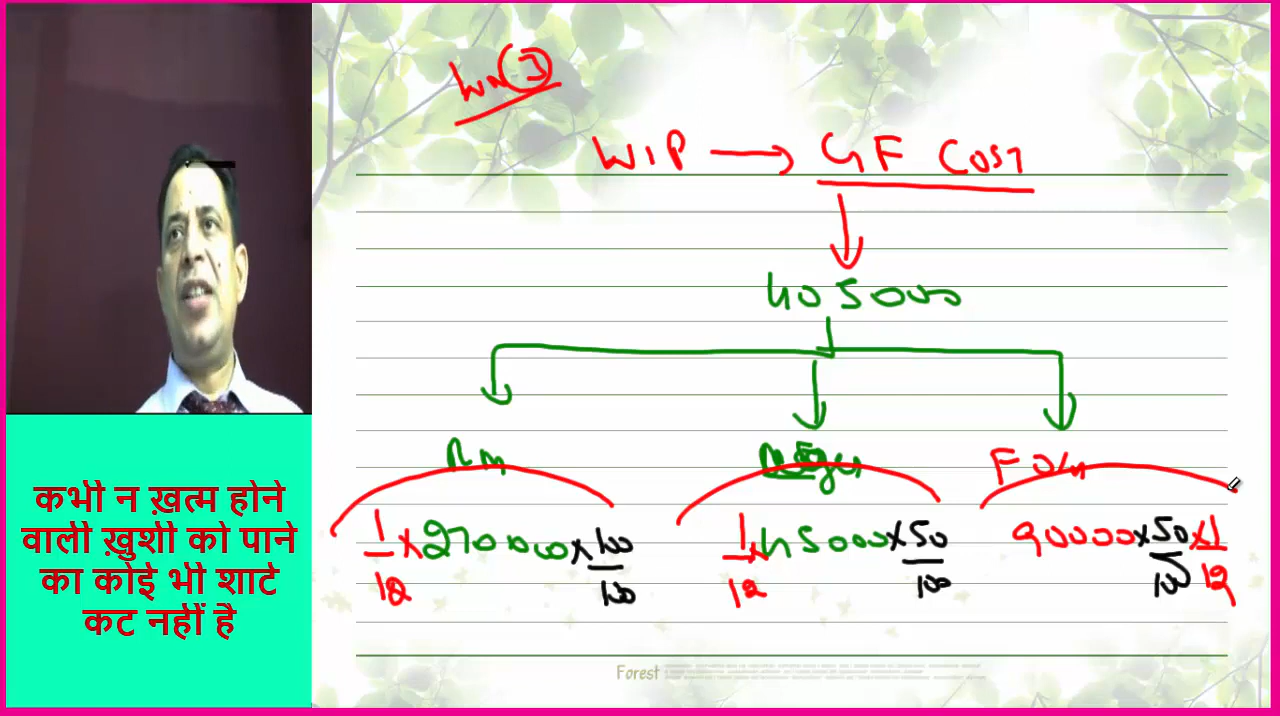 WN(3)
WIP → GF COST
405000
RM Wages F O/H
1/12 × 270000 × 100/100 1/12 × 45000 × 50/100 90000 × 50/100 × 1/12
कभी न ख़त्म होने
वाली ख़ुशी को पाने
का कोई भी शार्ट
कट नहीं है
Forest